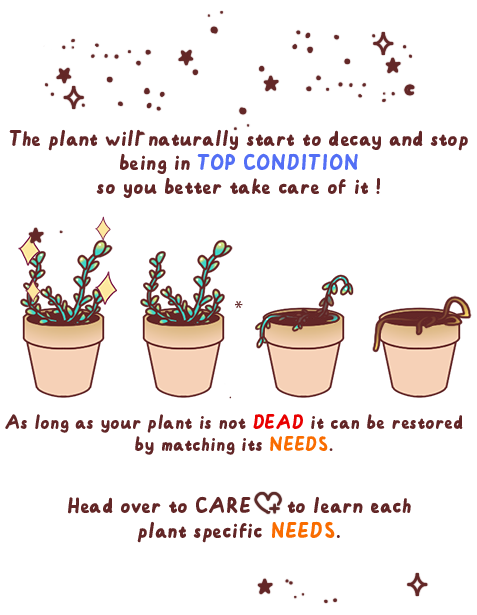 The plant will naturally start to decay and stop
being in TOP CONDITION
so you better take care of it !
*
As long as your plant is not DEAD it can be restored
by matching its NEEDS.
Head over to CARE to learn each
plant specific NEEDS.